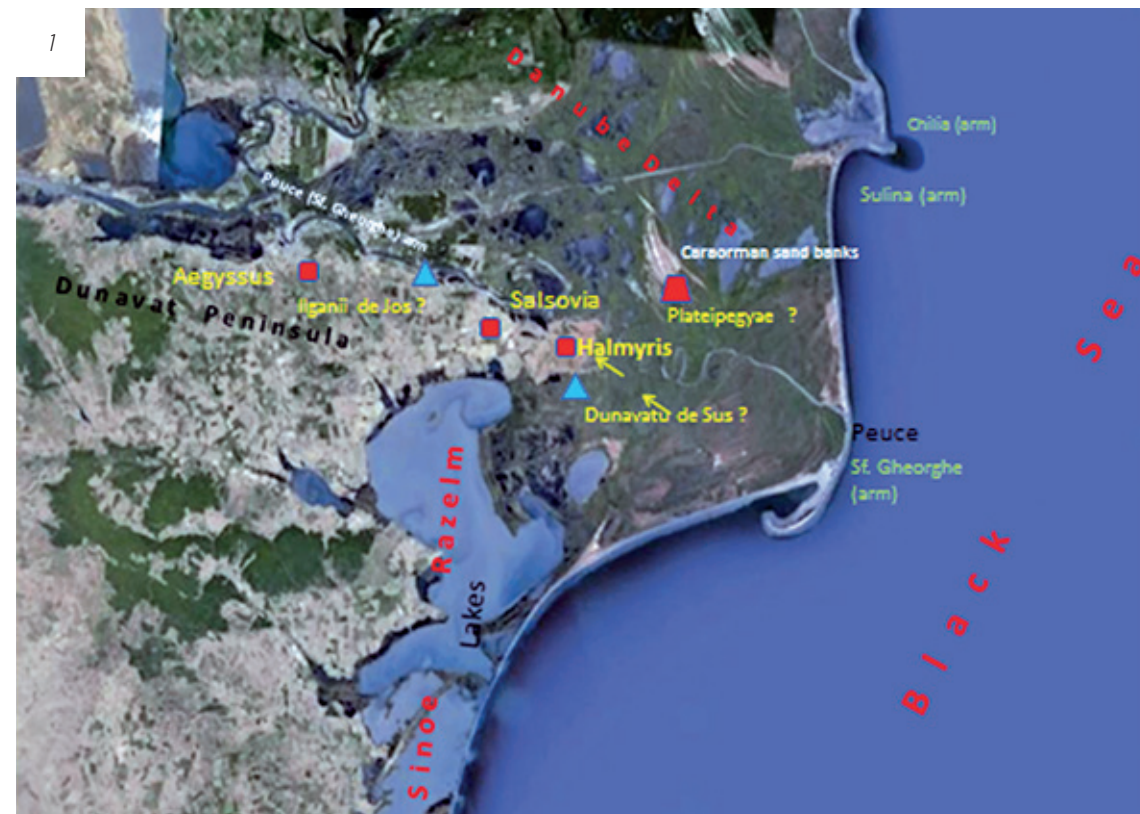 1
Danube Delta
Chilia (arm)
Sulina (arm)
Peuce (Sf. Gheorghe) arm
Caraorman sand banks
Aegyssus
Ilganii de Jos ?
Salsovia
Plateipegyae ?
Dunavat Peninsula
Halmyris
Dunavatu de Sus ?
Peuce
Sf. Gheorghe
(arm)
Razelm
Lakes
Sinoe
Black Sea